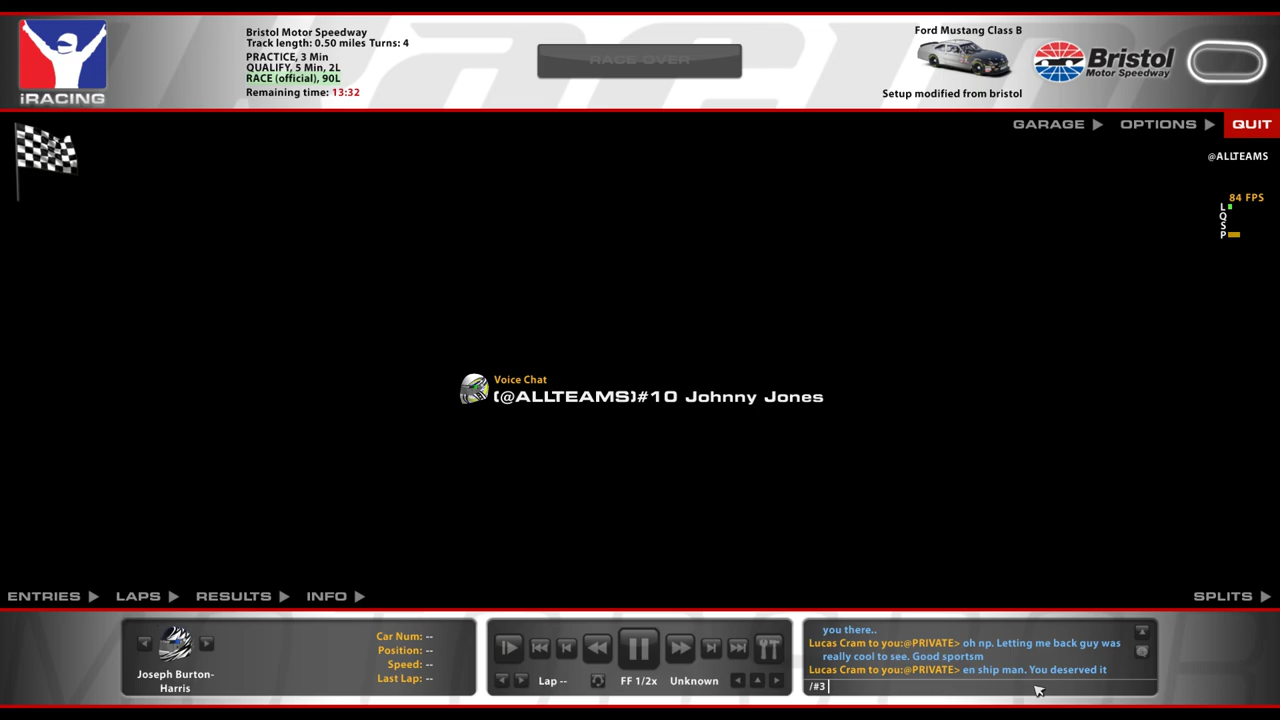 iRACING
Bristol Motor Speedway
Track length: 0.50 miles Turns: 4
PRACTICE, 3 Min
QUALIFY, 5 Min, 2L
RACE (official), 90L
Remaining time: 13:32
RACE OVER
Ford Mustang Class B
Setup modified from bristol
Bristol
Motor Speedway
GARAGE
OPTIONS
QUIT
@ALLTEAMS
84 FPS
L
Q
S
P
Voice Chat
(@ALLTEAMS)#10 Johnny Jones
ENTRIES
LAPS
RESULTS
INFO
SPLITS
Joseph Burton-
Harris
Car Num: --
Position: --
Speed: --
Last Lap: --
Lap --
FF 1/2x
Unknown
you there..
Lucas Cram to you:@PRIVATE> oh np. Letting me back guy was
really cool to see. Good sportsm
Lucas Cram to you:@PRIVATE> en ship man. You deserved it
/#3